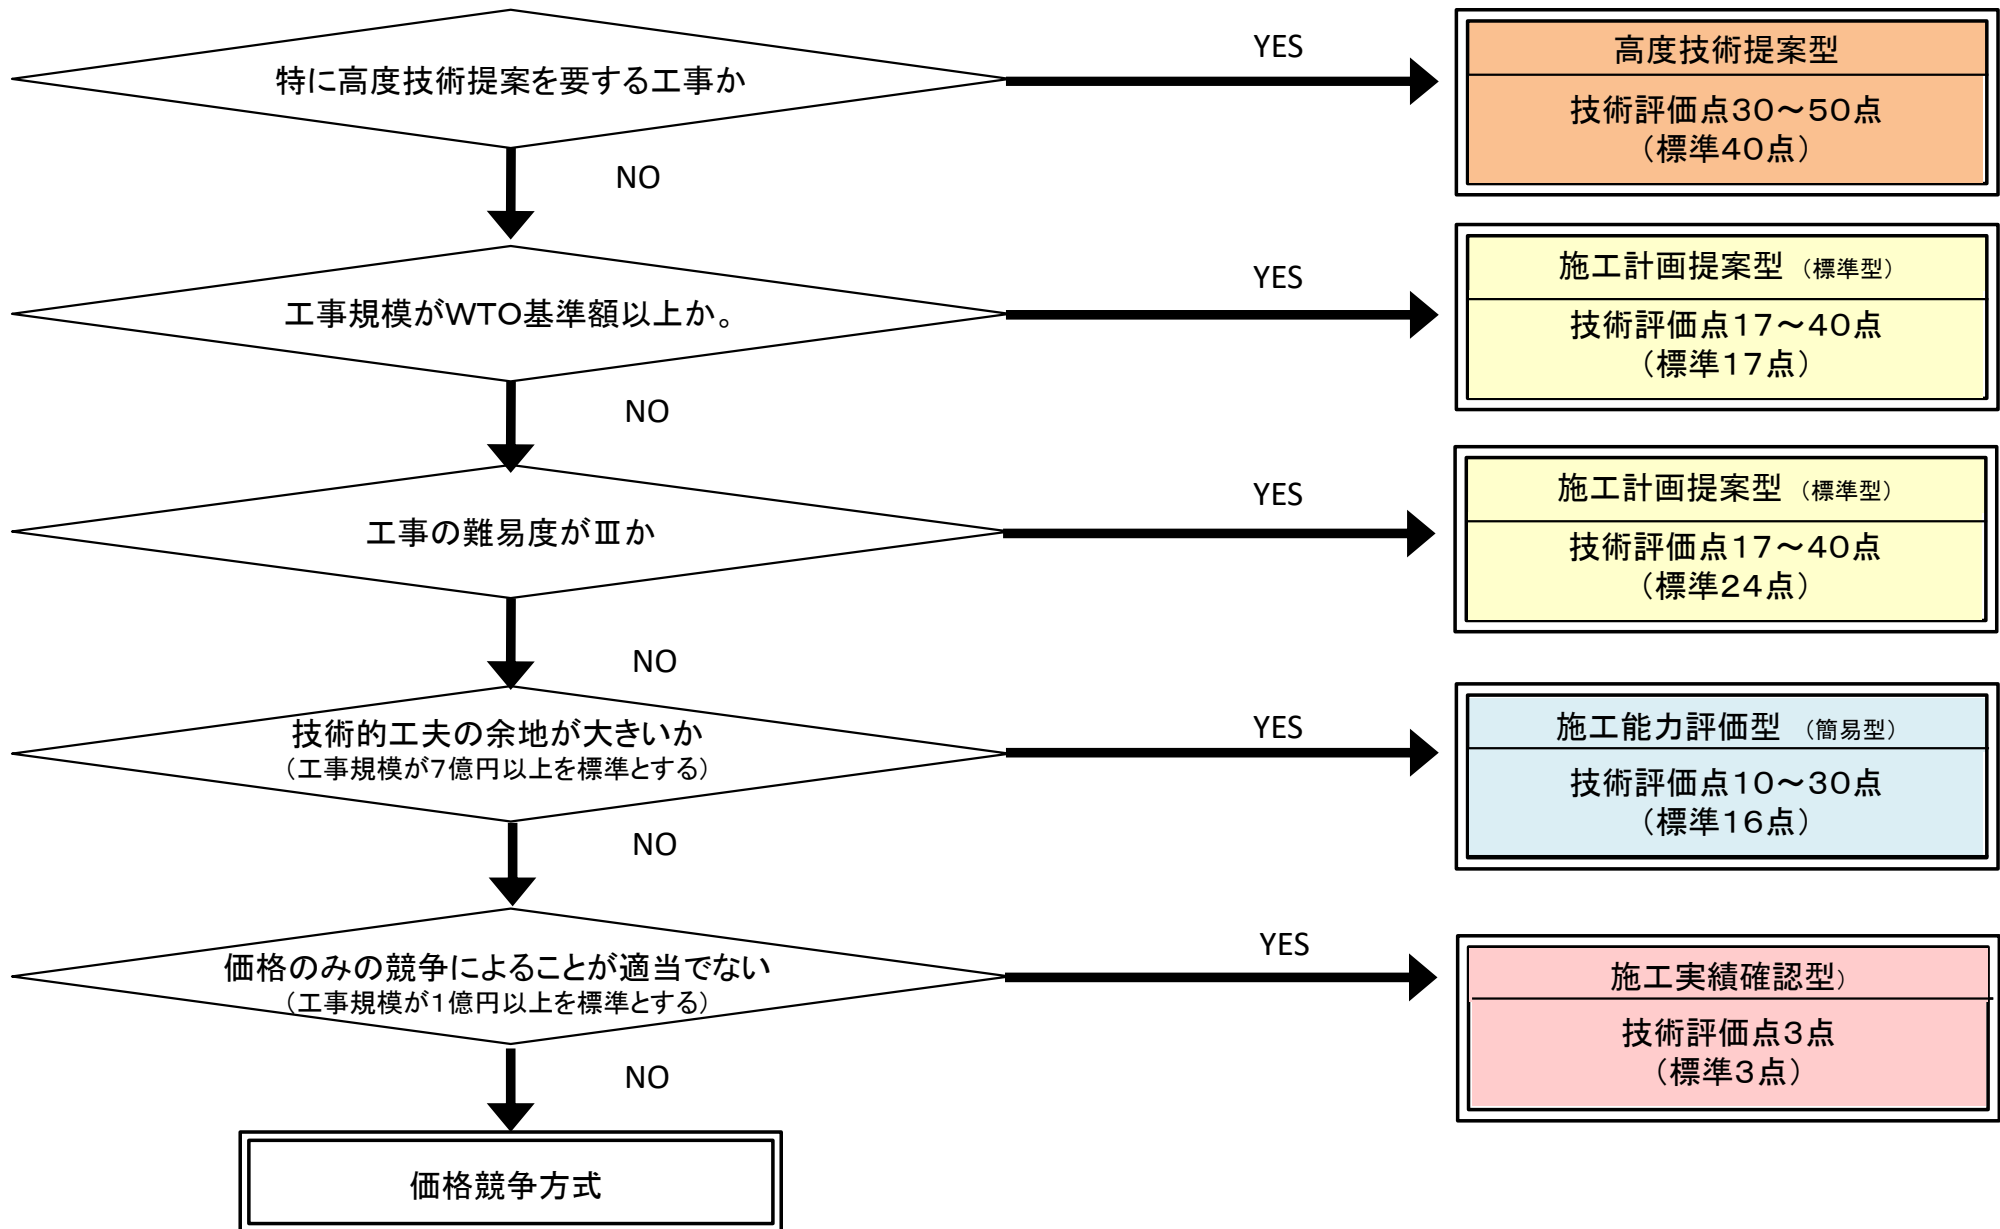 特に高度技術提案を要する工事か
YES
高度技術提案型
技術評価点30～50点
（標準40点）
NO
工事規模がWTO基準額以上か。
YES
施工計画提案型 （標準型）
技術評価点17～40点
（標準17点）
NO
工事の難易度がⅢか
YES
施工計画提案型 （標準型）
技術評価点17～40点
（標準24点）
NO
技術的工夫の余地が大きいか
（工事規模が7億円以上を標準とする）
YES
施工能力評価型 （簡易型）
技術評価点10～30点
（標準16点）
NO
価格のみの競争によることが適当でない
（工事規模が1億円以上を標準とする）
YES
施工実績確認型）
技術評価点3点
（標準3点）
NO
価格競争方式